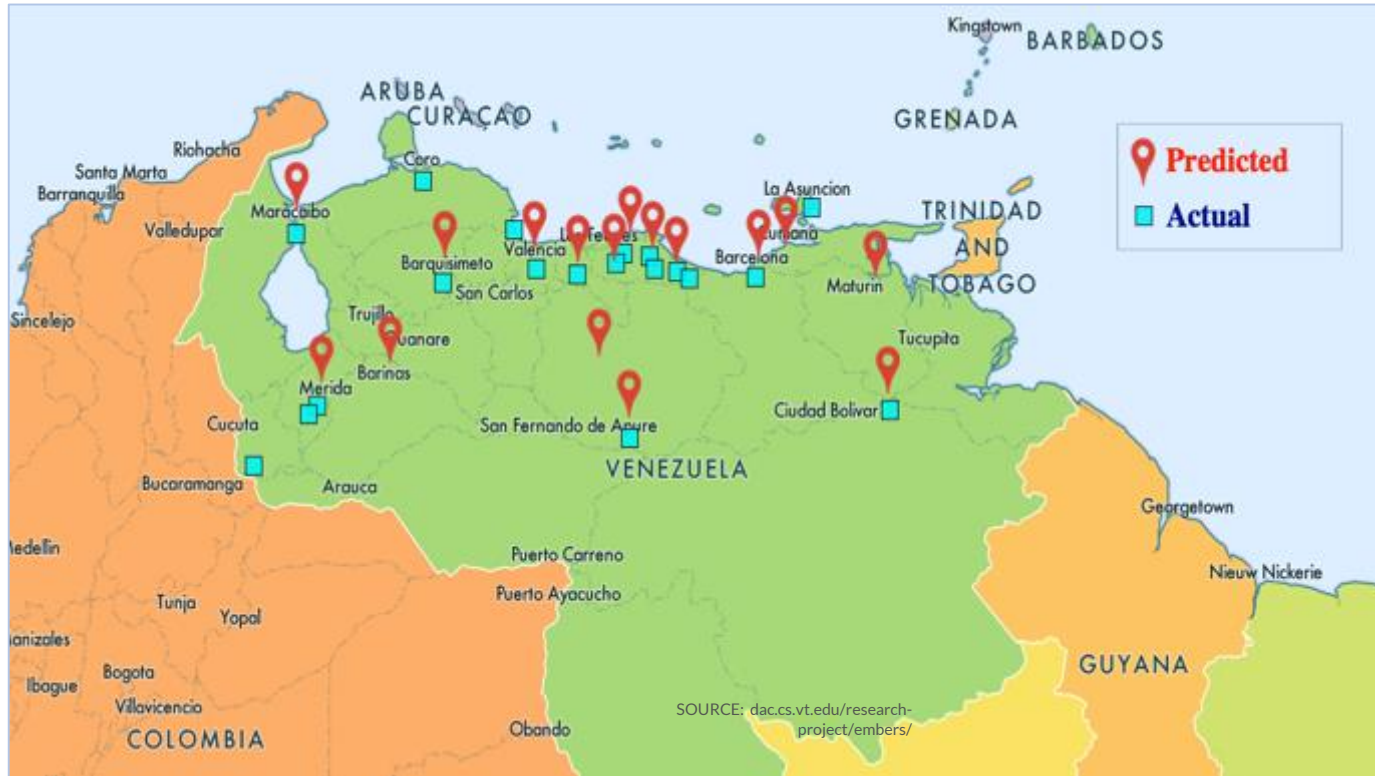 Kingstown
BARBADOS
ARUBA
CURAÇAO
GRENADA
Riohacha
Predicted
Santa Marta
Coro
Barranquilla
La Asuncion
Actual
Maracaibo
TRINIDAD
Valledupar
AND
Valencia
Barquisimeto
Barcelona
TOBAGO
Maturin
San Carlos
Trujillo
Sincelejo
Tucupita
Barinas
Merida
Ciudad Bolivar
Cucuta
San Fernando de Apure
VENEZUELA
Bucaramanga
Arauca
Georgetown
Puerto Carreno
Nieuw Nickerie
Puerto Ayacucho
Tunja
Yopal
GUYANA
Bogota
Ibague
Villavicencio
SOURCE: dac.cs.vt.edu/research-
project/embers/
Obando
COLOMBIA